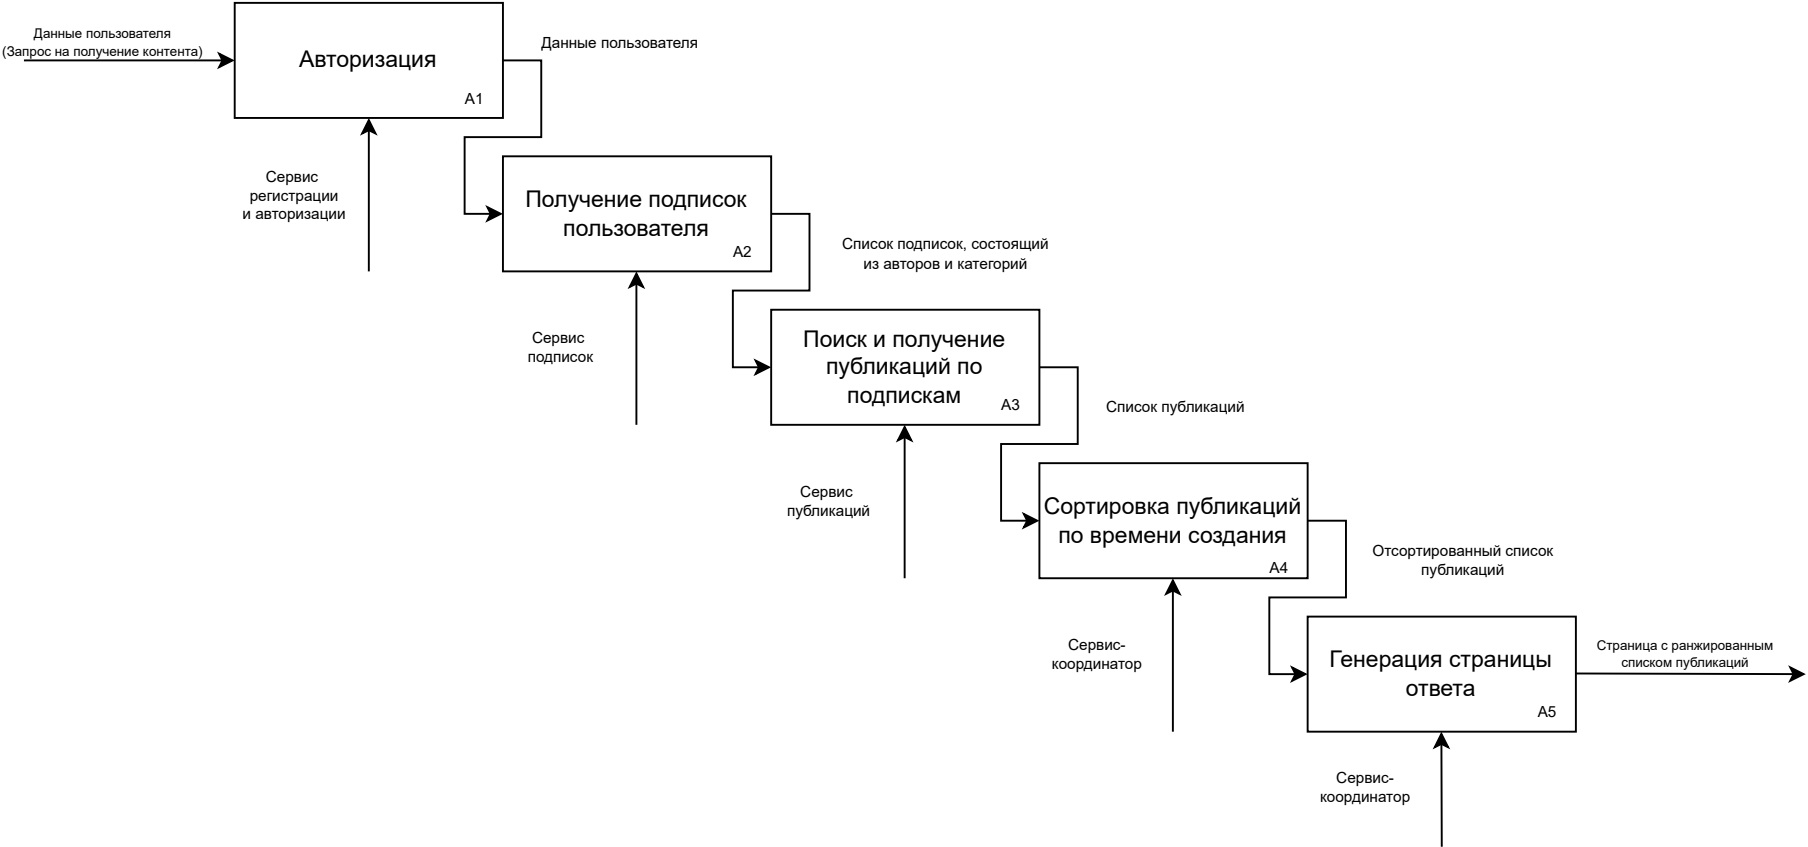 Данные пользователя
(Запрос на получение контента)
Авторизация
A1
Данные пользователя
Сервис
регистрации
и авторизации
Получение подписок
пользователя
A2
Список подписок, состоящий
из авторов и категорий
Сервис
подписок
Поиск и получение
публикаций по
подпискам
A3
Список публикаций
Сервис
публикаций
Сортировка публикаций
по времени создания
A4
Отсортированный список
публикаций
Сервис-
координатор
Генерация страницы
ответа
A5
Страница с ранжированным
списком публикаций
Сервис-
координатор